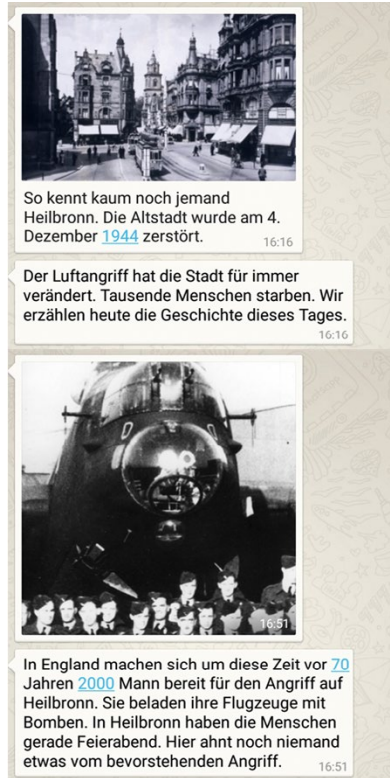 So kennt kaum noch jemand
Heilbronn. Die Altstadt wurde am 4.
Dezember 1944 zerstört.
16:16
Der Luftangriff hat die Stadt für immer
verändert. Tausende Menschen starben. Wir
erzählen heute die Geschichte dieses Tages.
16:16
16:51
In England machen sich um diese Zeit vor 70
Jahren 2000 Mann bereit für den Angriff auf
Heilbronn. Sie beladen ihre Flugzeuge mit
Bomben. In Heilbronn haben die Menschen
gerade Feierabend. Hier ahnt noch niemand
etwas vom bevorstehenden Angriff.
16:51